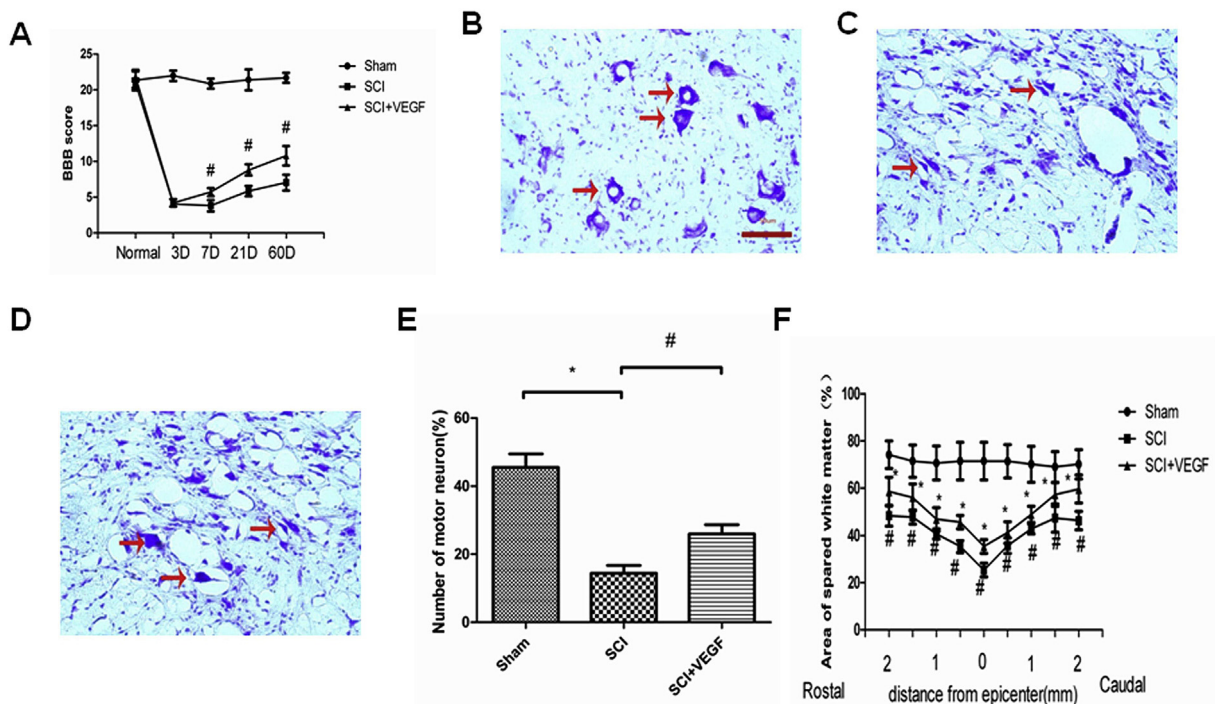 A
BBB score
25
20
15
10
5
0
Normal 3D 7D 21D 60D
# # #
Sham
SCI
SCI+VEGF
B
C
D
E
Number of motor neuron(%)
60
40
20
0
* #
Sham
SCI
SCI+VEGF
F
Area of spared white matter (%)
100
80
60
40
20
0
* * * * * * * * *
# # # # # # # # #
2 1 0 1 2
Rostal distance from epicenter(mm) Caudal
Sham
SCI
SCI+VEGF